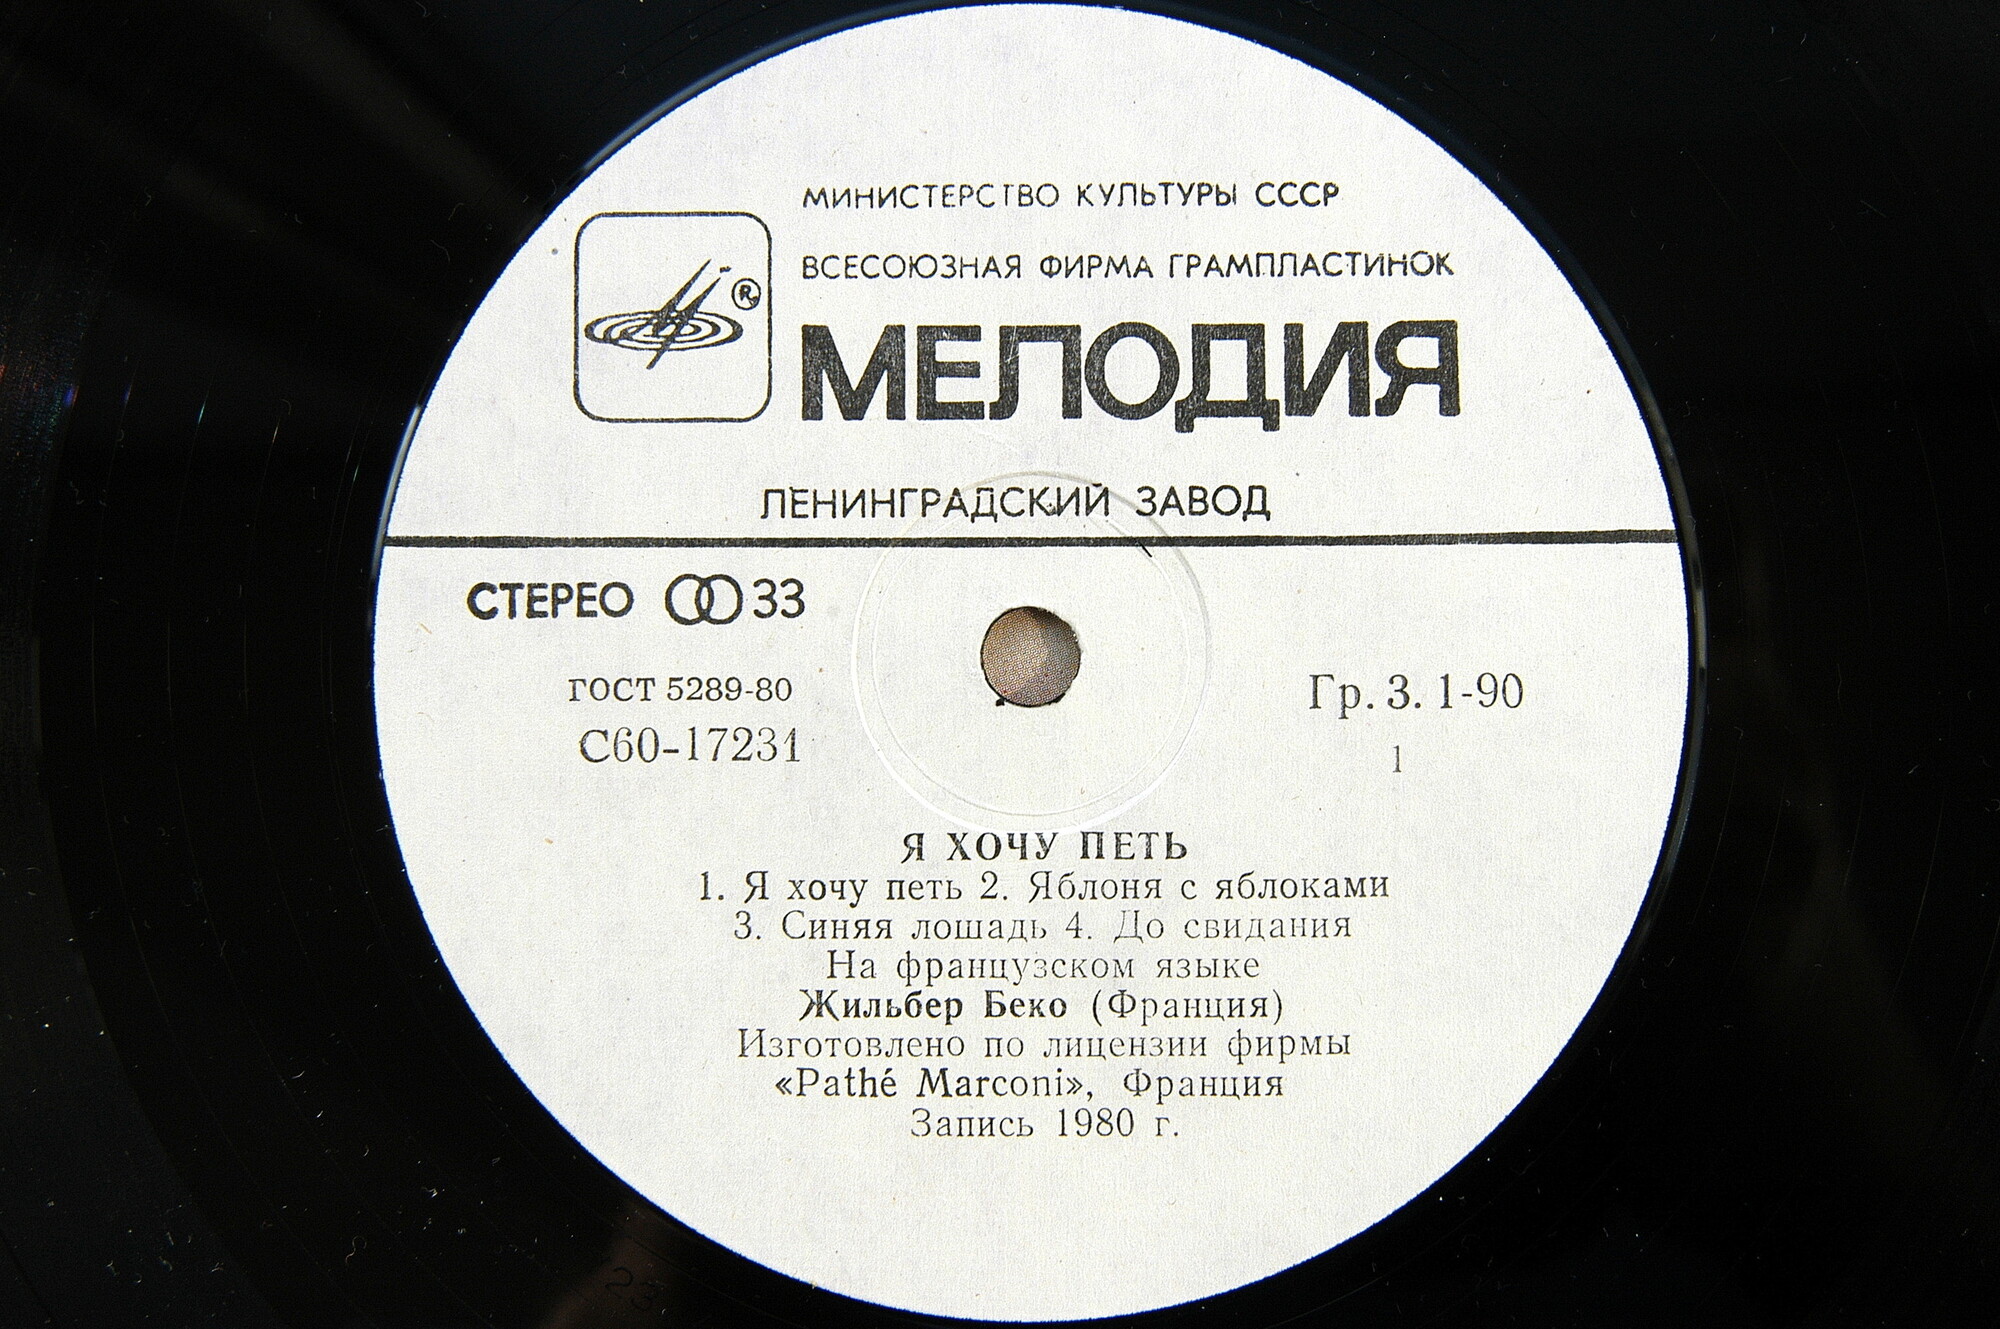 МИНИСТЕРСТВО КУЛЬТУРЫ СССР
ВСЕСОЮЗНАЯ ФИРМА ГРАМПЛАСТИНОК
®
МЕЛОДИЯ
ЛЕНИНГРАДСКИЙ ЗАВОД
СТЕРЕО 33
ГОСТ 5289-80
Гр. 3. 1-90
С60-17231
1
Я ХОЧУ ПЕТЬ
1. Я хочу петь 2. Яблоня с яблоками
3. Синяя лошадь 4. До свидания
На французском языке
Жильбер Беко (Франция)
Изготовлено по лицензии фирмы
«Pathé Marconi», Франция
Запись 1980 г.
23